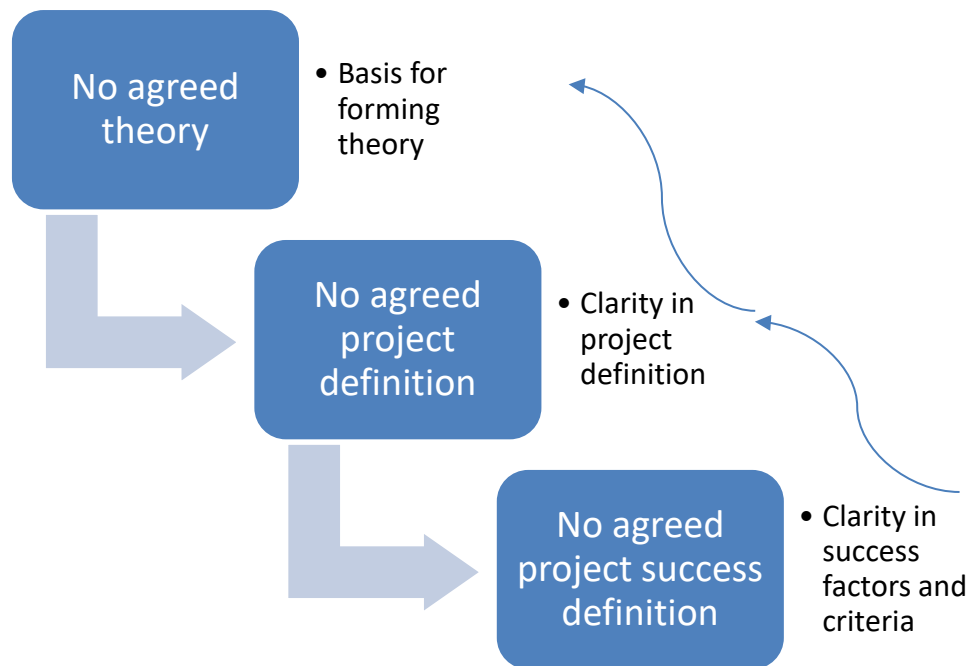 No agreed
theory
• Basis for
forming
theory
No agreed
project
definition
• Clarity in
project
definition
No agreed
project success
definition
• Clarity in
success
factors and
criteria